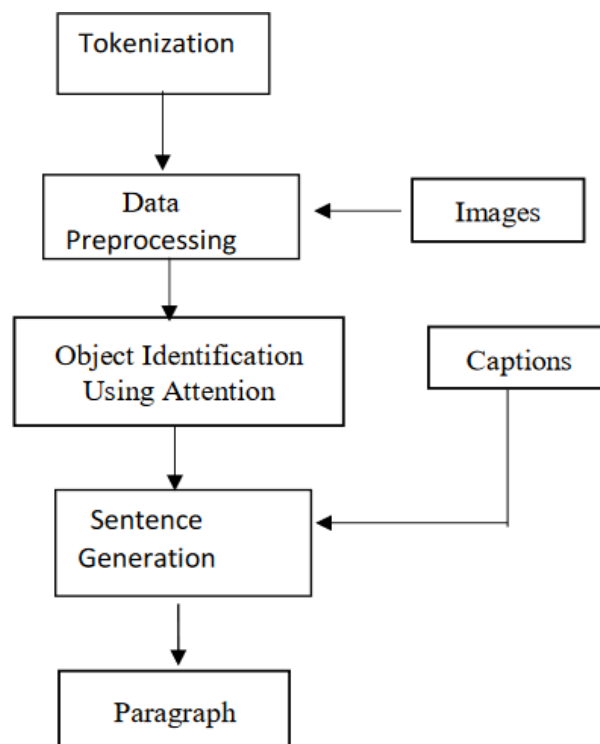 Tokenization
Data
Preprocessing
Images
Object Identification
Using Attention
Captions
Sentence
Generation
Paragraph